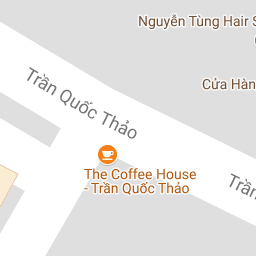 Nguyễn Tùng Hair S
Cửa Hàn
Trần Quốc Thảo
The Coffee House
- Trần Quốc Thảo
Trần